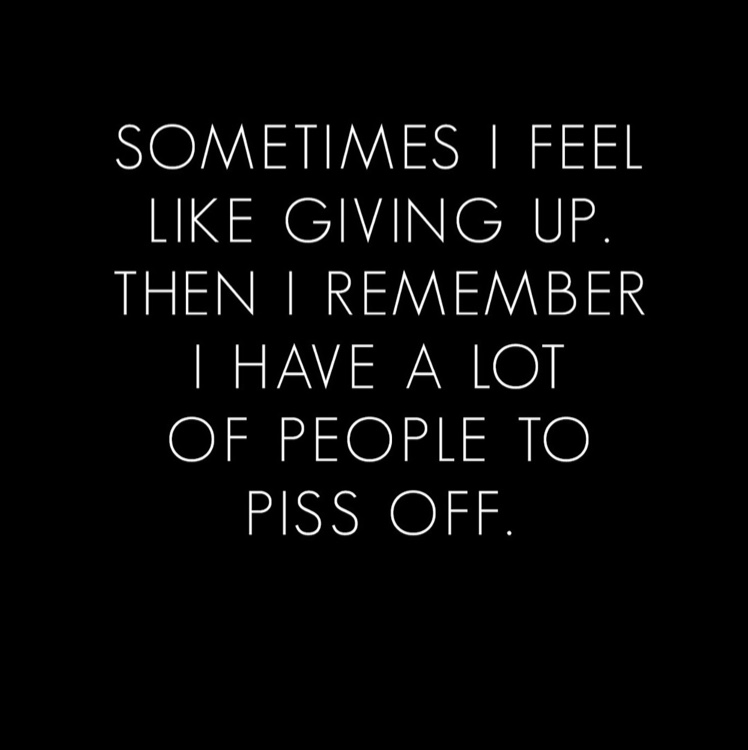 SOMETIMES I FEEL
LIKE GIVING UP.
THEN I REMEMBER
I HAVE A LOT
OF PEOPLE TO
PISS OFF.